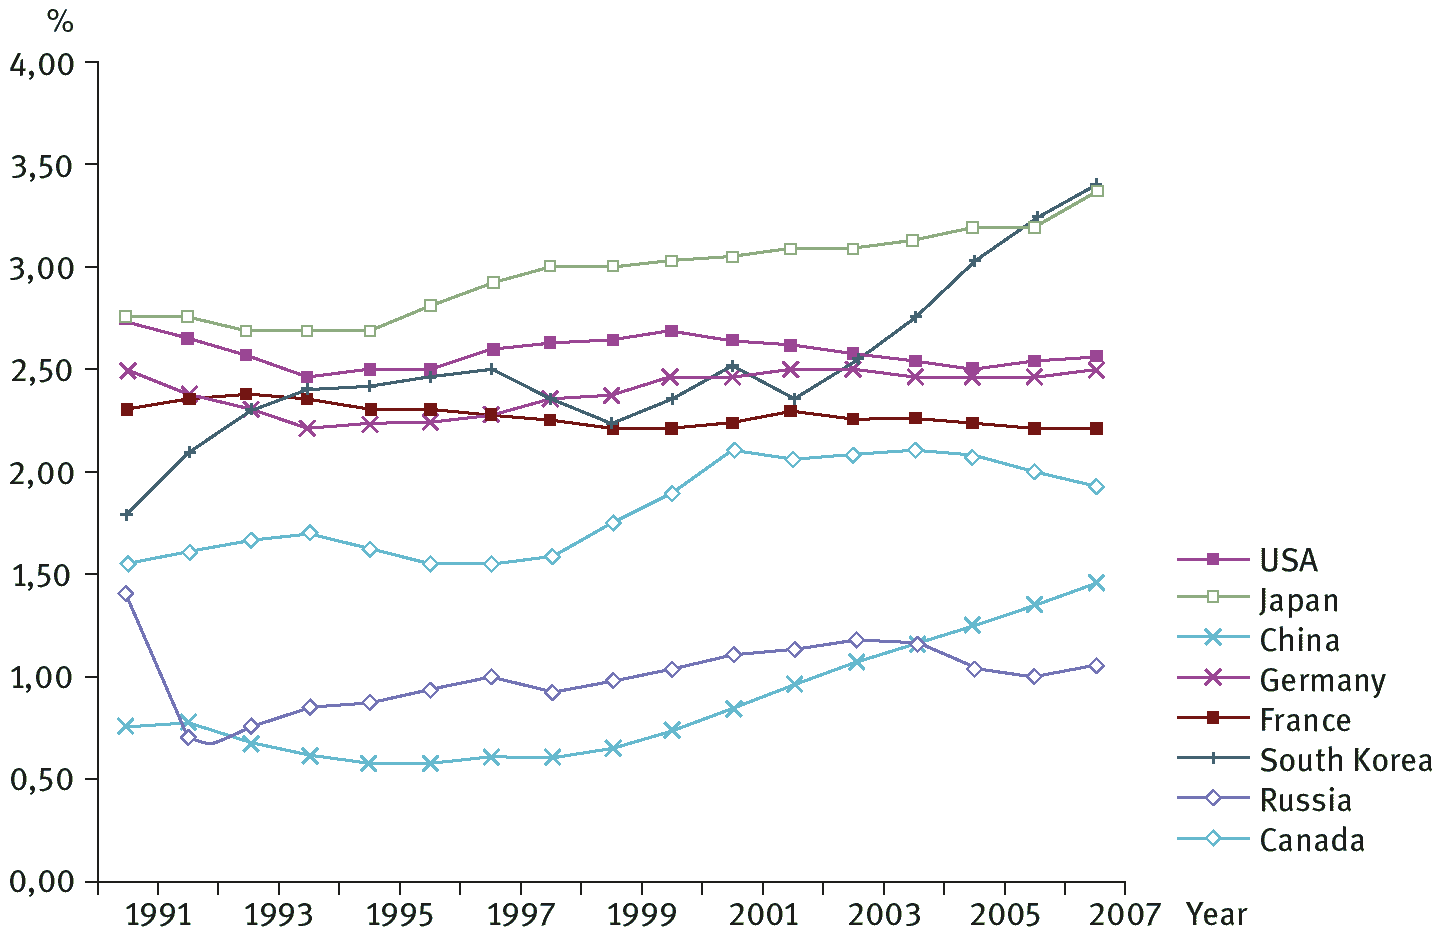 %
4,00
3,50
3,00
2,50
2,00
1,50
1,00
0,50
0,00
1991 1993 1995 1997 1999 2001 2003 2005 2007 Year
USA
Japan
China
Germany
France
South Korea
Russia
Canada